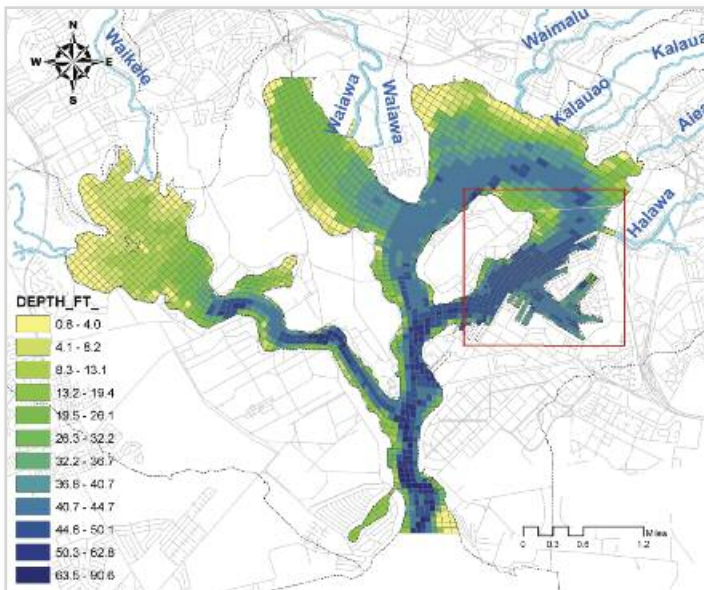 N
W E
S
Waikele
Waiawa
Waiawa
Waimalu
Kalauao
Kalaua
Aiea
Halawa
DEPTH_FT_
0.8 - 4.0
4.1 - 8.2
8.3 - 13.1
13.2 - 19.4
19.5 - 26.1
26.3 - 32.2
32.2 - 36.7
36.8 - 40.7
40.7 - 44.7
44.8 - 50.1
50.3 - 62.8
63.5 - 90.6
Miles
0 0.3 0.6 1.2